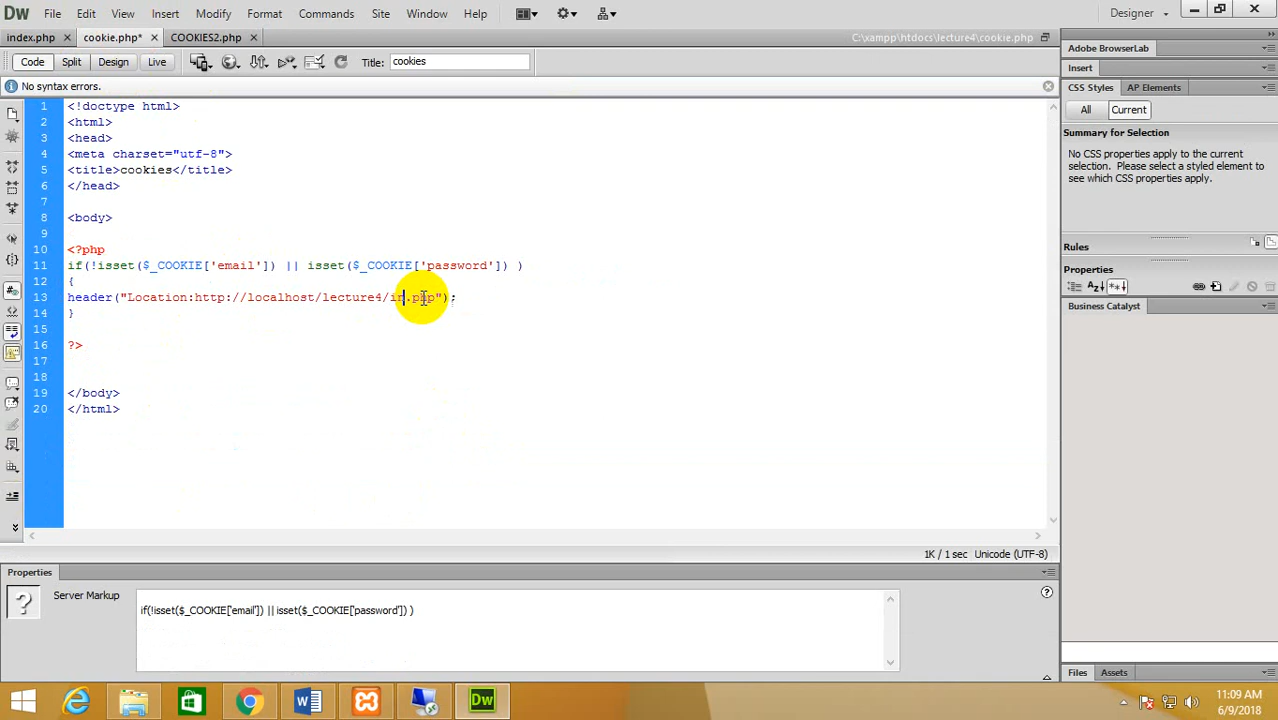 Dw File Edit View Insert Modify Format Commands Site Window Help Designer
index.php cookie.php* COOKIES2.php C:\xampp\htdocs\lecture4\cookie.php
Code Split Design Live Title: cookies
No syntax errors.
1 <!doctype html>
2 <html>
3 <head>
4 <meta charset="utf-8">
5 <title>cookies</title>
6 </head>
7
8 <body>
9
10 <?php
11 if(!isset($_COOKIE['email']) || isset($_COOKIE['password']) )
12 {
13 header("Location:http://localhost/lecture4/in.php");
14 }
15
16 ?>
17
18
19 </body>
20 </html>
1K / 1 sec Unicode (UTF-8)
Properties
Server Markup
if(!isset($_COOKIE['email']) || isset($_COOKIE['password']) )
Adobe BrowserLab
Insert
CSS Styles AP Elements
All Current
Summary for Selection
No CSS properties apply to the current
selection. Please select a styled element
to see which CSS properties apply.
Rules
Properties
Business Catalyst
Files Assets
11:09 AM
6/9/2018